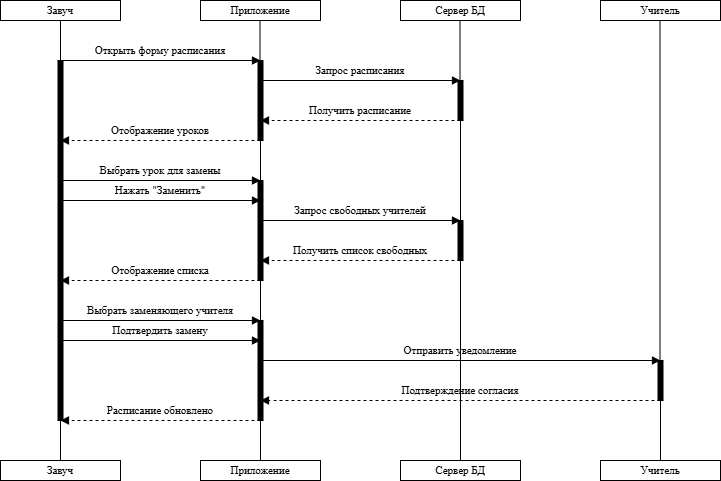 Завуч
Приложение
Сервер БД
Учитель
Открыть форму расписания
Запрос расписания
Получить расписание
Отображение уроков
Выбрать урок для замены
Нажать "Заменить"
Запрос свободных учителей
Получить список свободных
Отображение списка
Выбрать заменяющего учителя
Подтвердить замену
Отправить уведомление
Подтверждение согласия
Расписание обновлено
Завуч
Приложение
Сервер БД
Учитель